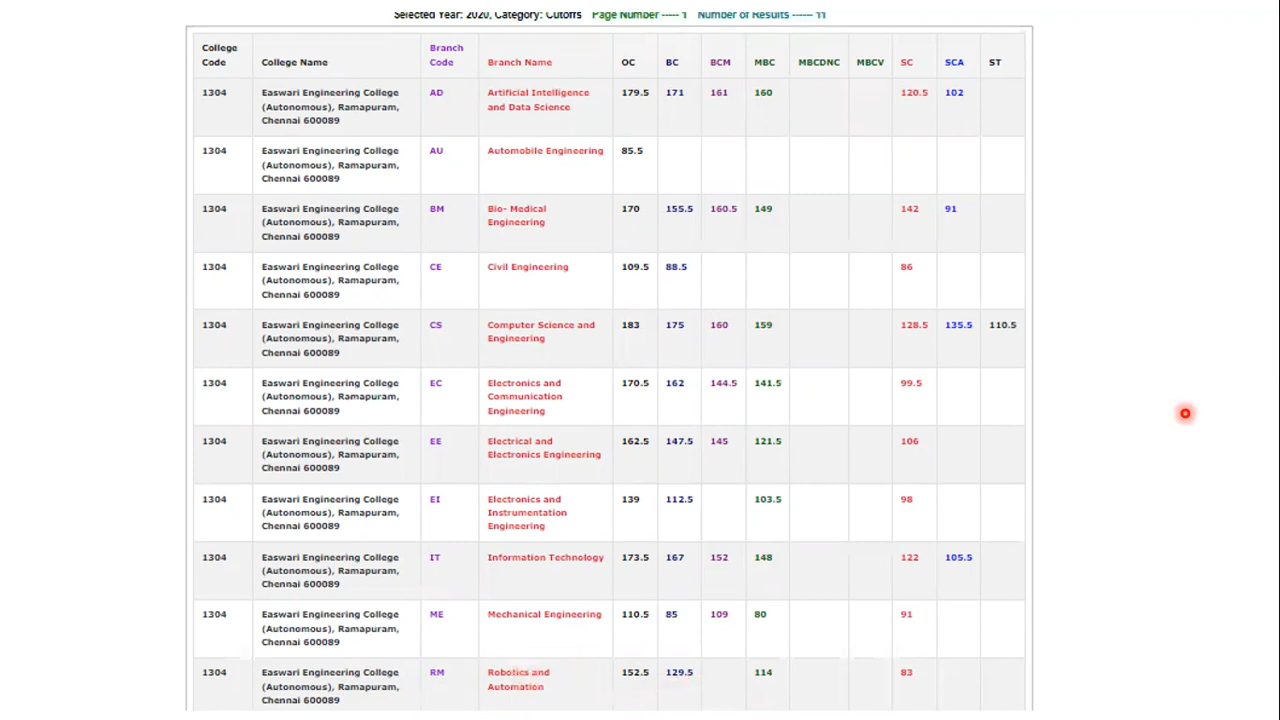 Selected Year: 2020, Category: Cutoffs Page Number ----- 1 Number of Results ------ 11
College Code College Name Branch Code Branch Name OC BC BCM MBC MBCDNC MBCV SC SCA ST
1304 Easwari Engineering College (Autonomous), Ramapuram, Chennai 600089 AD Artificial Intelligence and Data Science 179.5 171 161 160 120.5 102
1304 Easwari Engineering College (Autonomous), Ramapuram, Chennai 600089 AU Automobile Engineering 85.5
1304 Easwari Engineering College (Autonomous), Ramapuram, Chennai 600089 BM Bio- Medical Engineering 170 155.5 160.5 149 142 91
1304 Easwari Engineering College (Autonomous), Ramapuram, Chennai 600089 CE Civil Engineering 109.5 88.5 86
1304 Easwari Engineering College (Autonomous), Ramapuram, Chennai 600089 CS Computer Science and Engineering 183 175 160 159 128.5 135.5 110.5
1304 Easwari Engineering College (Autonomous), Ramapuram, Chennai 600089 EC Electronics and Communication Engineering 170.5 162 144.5 141.5 99.5
1304 Easwari Engineering College (Autonomous), Ramapuram, Chennai 600089 EE Electrical and Electronics Engineering 162.5 147.5 145 121.5 106
1304 Easwari Engineering College (Autonomous), Ramapuram, Chennai 600089 EI Electronics and Instrumentation Engineering 139 112.5 103.5 98
1304 Easwari Engineering College (Autonomous), Ramapuram, Chennai 600089 IT Information Technology 173.5 167 152 148 122 105.5
1304 Easwari Engineering College (Autonomous), Ramapuram, Chennai 600089 ME Mechanical Engineering 110.5 85 109 80 91
1304 Easwari Engineering College (Autonomous), Ramapuram, Chennai 600089 RM Robotics and Automation 152.5 129.5 114 83